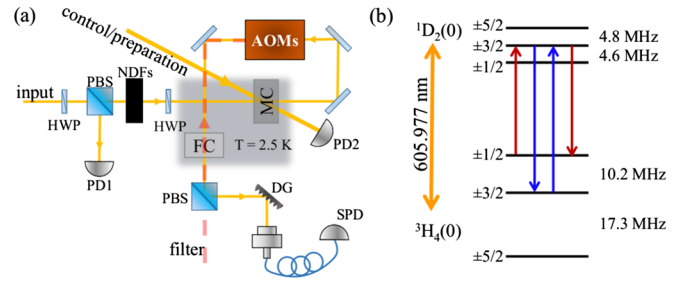 (a)
control/preparation
AOMs
PBS
NDFs
input
HWP
HWP
MC
PD1
PD2
FC
T = 2.5 K
PBS
DG
SPD
filter
(b)
¹D₂(0)
±5/2
4.8 MHz
±3/2
4.6 MHz
±1/2
605.977 nm
±1/2
10.2 MHz
±3/2
³H₄(0)
17.3 MHz
±5/2